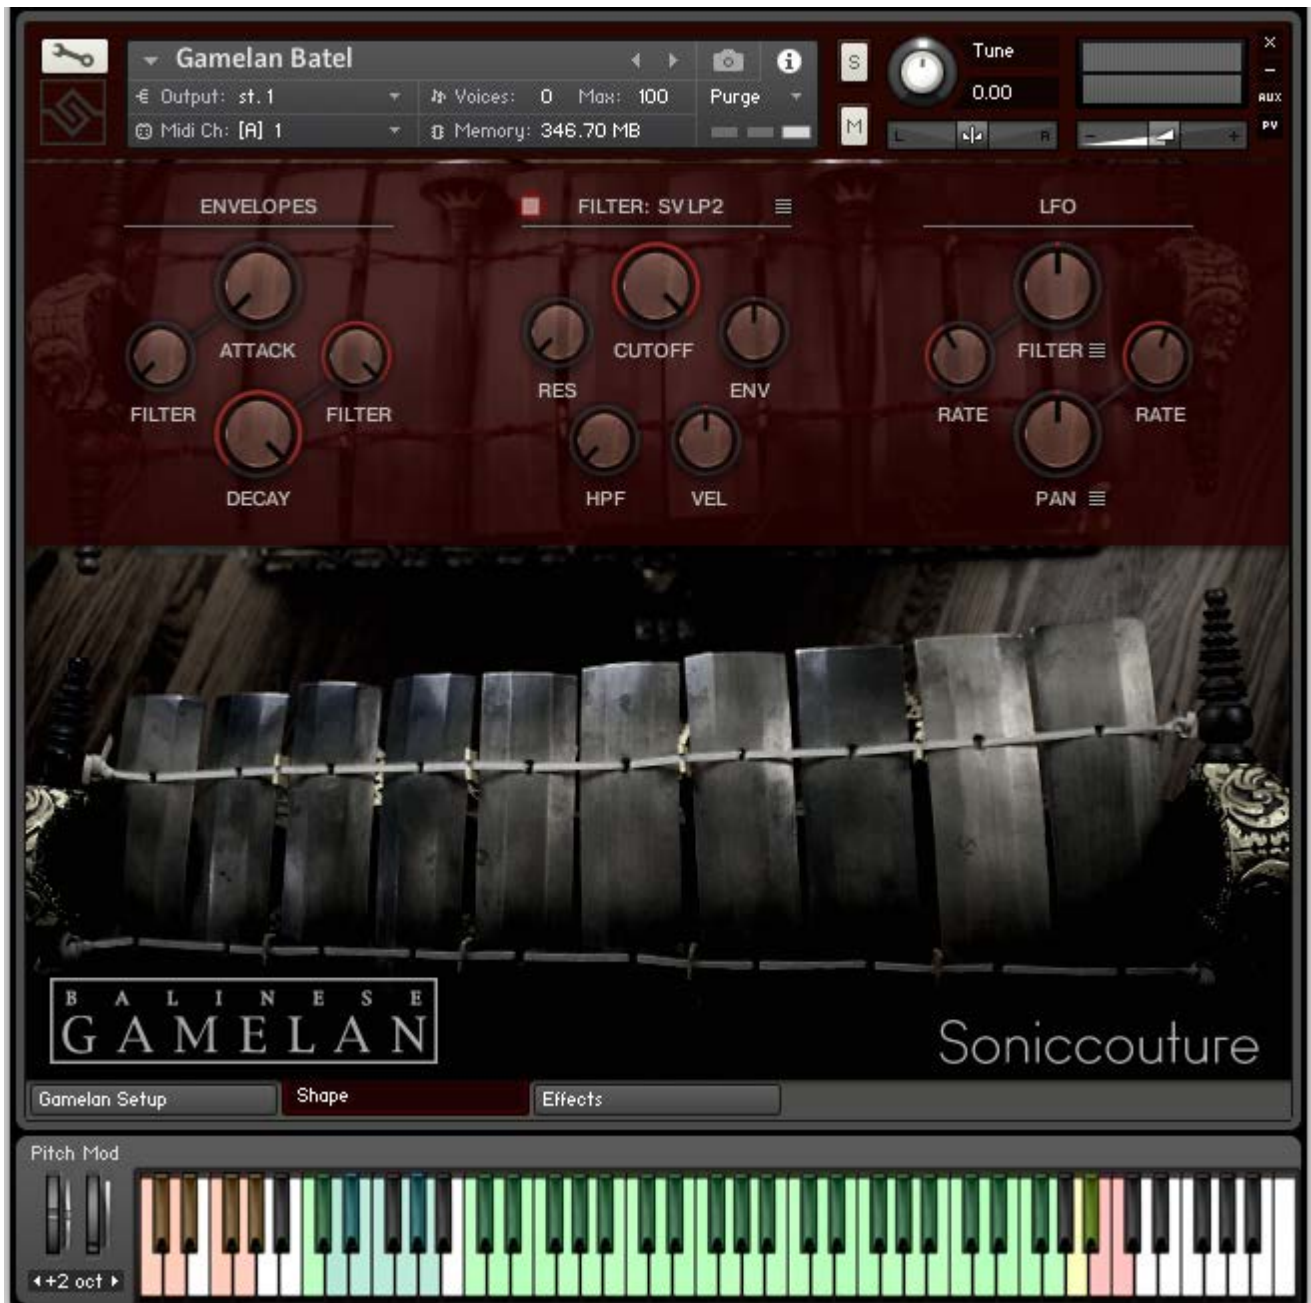 Gamelan Batel
Output: st.1
Voices: 0 Max: 100
Purge
Midi Ch: [A] 1
Memory: 346.70 MB
S
M
Tune
0.00
L
R
-
+
x
-
AUX
PV
ENVELOPES
ATTACK
FILTER
FILTER
DECAY
FILTER: SV LP2
CUTOFF
RES
ENV
HPF
VEL
LFO
FILTER
RATE
RATE
PAN
BALINESE
GAMELAN
Soniccouture
Gamelan Setup
Shape
Effects
Pitch Mod
+2 oct